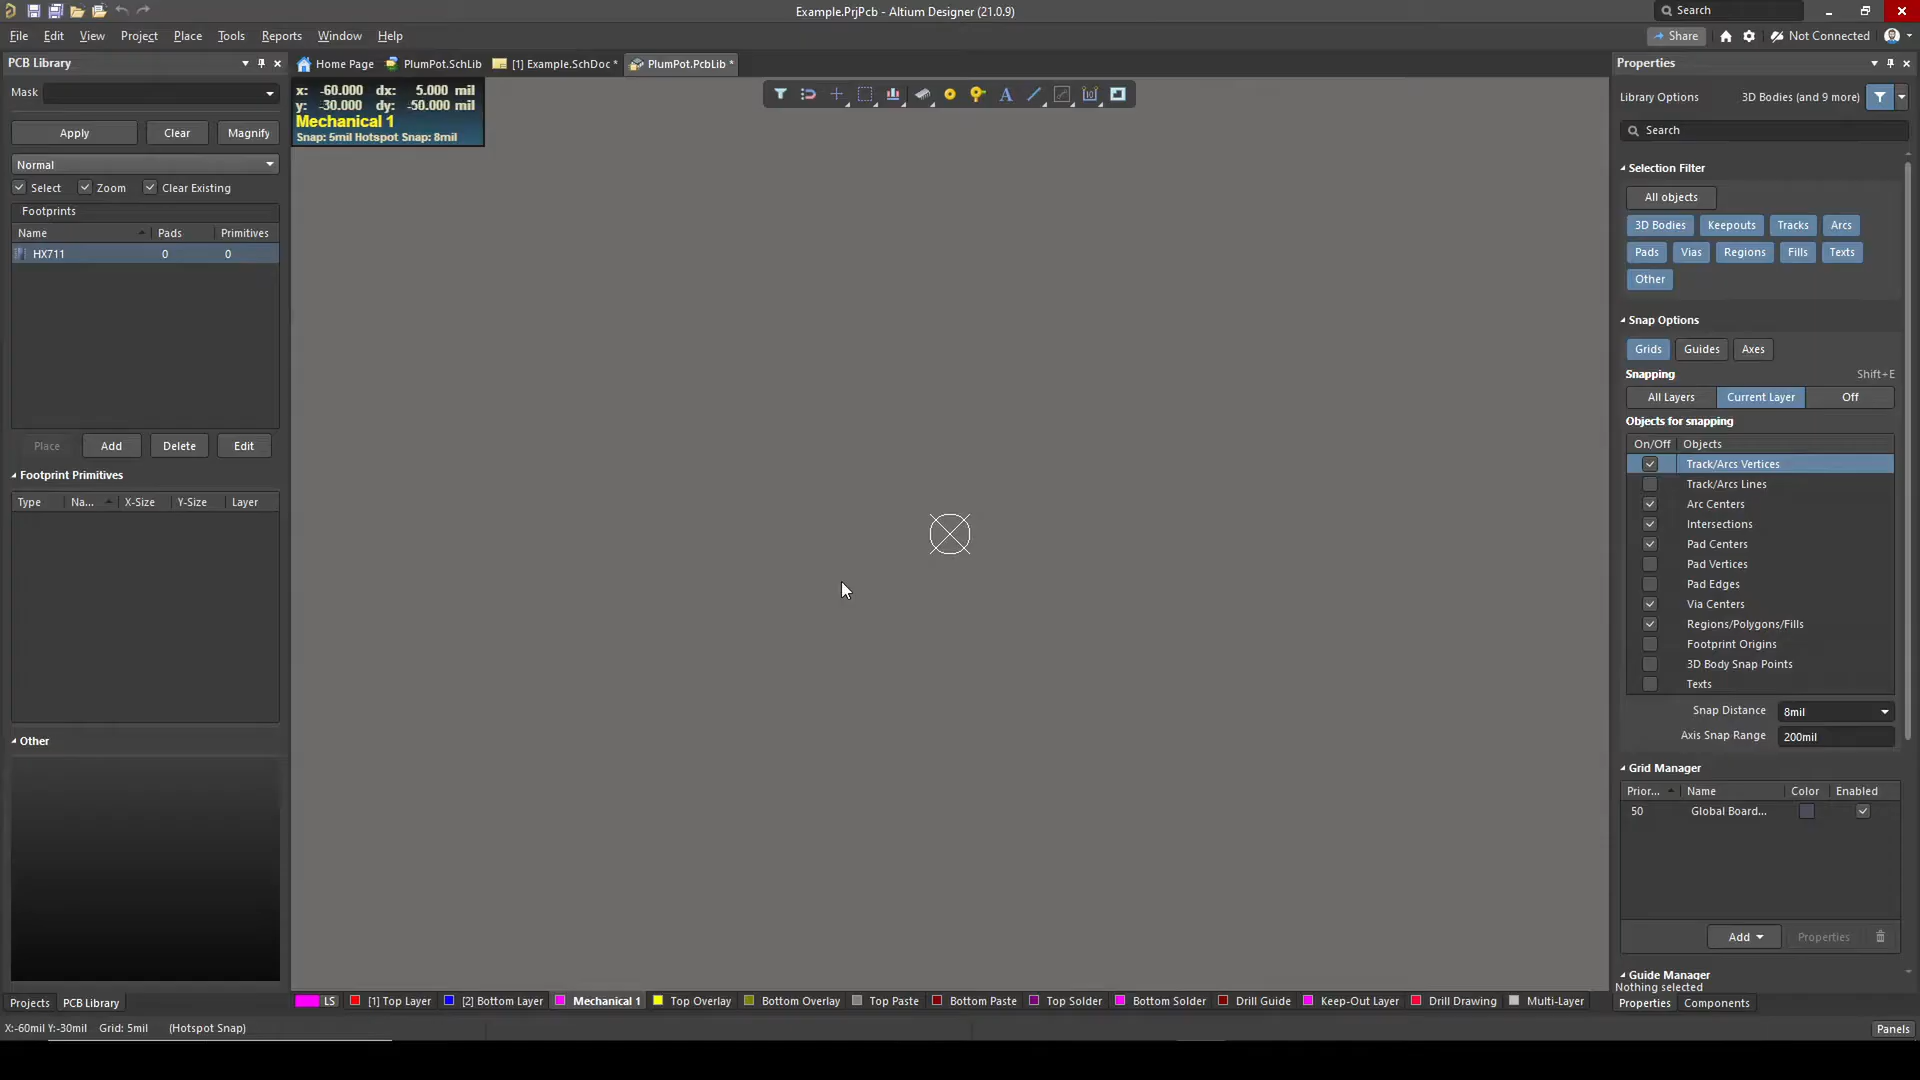 Example.PrjPcb - Altium Designer (21.0.9)
Search
File Edit View Project Place Tools Reports Window Help
Share
Not Connected
PCB Library
Mask
Apply Clear Magnify
Normal
Select Zoom Clear Existing
Footprints
Name Pads Primitives
HX711 0 0
Place Add Delete Edit
Footprint Primitives
Type Na... X-Size Y-Size Layer
Other
Projects PCB Library
Home Page PlumPot.SchLib [1] Example.SchDoc * PlumPot.PcbLib *
x: -60.000 dx: 5.000 mil
y: -30.000 dy: -50.000 mil
Mechanical 1
Snap: 5mil Hotspot Snap: 8mil
Properties
Library Options 3D Bodies (and 9 more)
Search
Selection Filter
All objects
3D Bodies Keepouts Tracks Arcs
Pads Vias Regions Fills Texts
Other
Snap Options
Grids Guides Axes
Snapping Shift+E
All Layers Current Layer Off
Objects for snapping
On/Off Objects
Track/Arcs Vertices
Track/Arcs Lines
Arc Centers
Intersections
Pad Centers
Pad Vertices
Pad Edges
Via Centers
Regions/Polygons/Fills
Footprint Origins
3D Body Snap Points
Texts
Snap Distance 8mil
Axis Snap Range 200mil
Grid Manager
Prior... Name Color Enabled
50 Global Board...
Add Properties
Guide Manager
Nothing selected
Properties Components
LS [1] Top Layer [2] Bottom Layer Mechanical 1 Top Overlay Bottom Overlay Top Paste Bottom Paste Top Solder Bottom Solder Drill Guide Keep-Out Layer Drill Drawing Multi-Layer
X:-60mil Y:-30mil Grid: 5mil (Hotspot Snap)
Panels